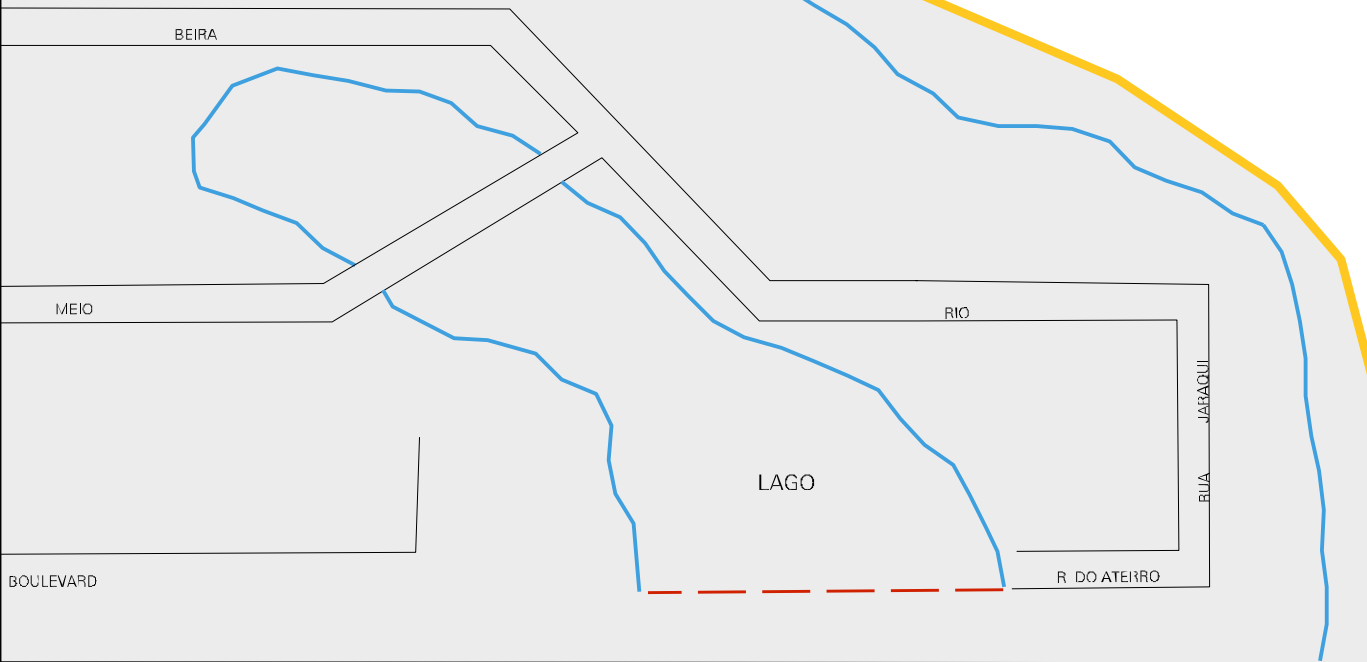 BEIRA
MEIO
RIO
RUA JARAQUI
LAGO
R DO ATERRO
BOULEVARD